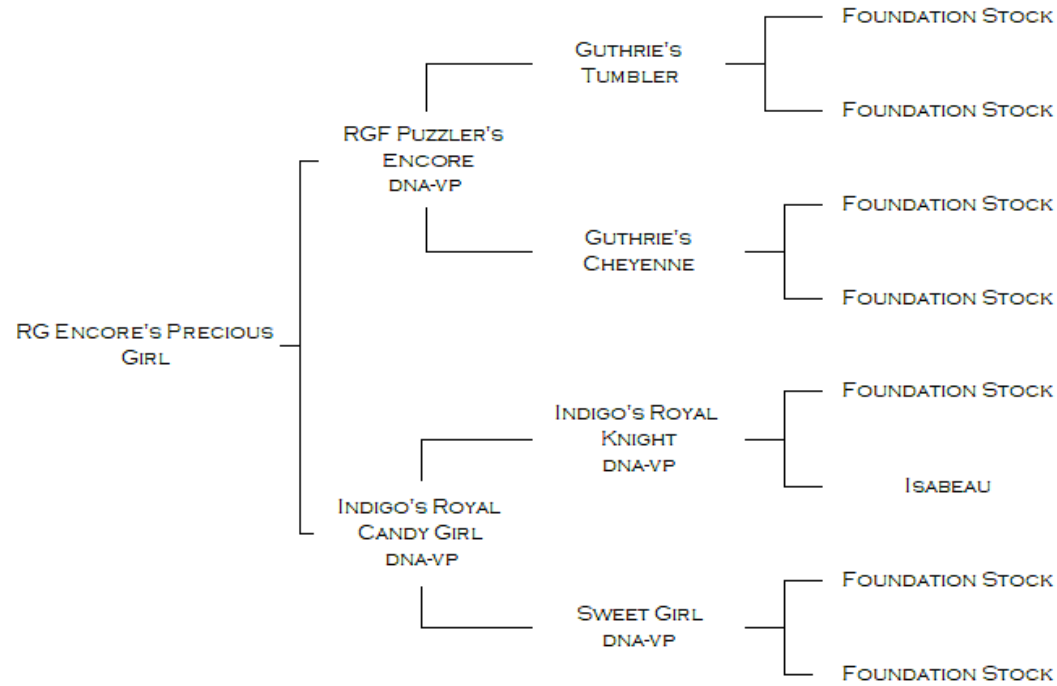 Foundation Stock
Guthrie's
Tumbler
Foundation Stock
RGF Puzzler's
Encore
DNA-VP
Foundation Stock
Guthrie's
Cheyenne
Foundation Stock
RG Encore's Precious
Girl
Foundation Stock
Indigo's Royal
Knight
DNA-VP
Isabeau
Indigo's Royal
Candy Girl
DNA-VP
Foundation Stock
Sweet Girl
DNA-VP
Foundation Stock